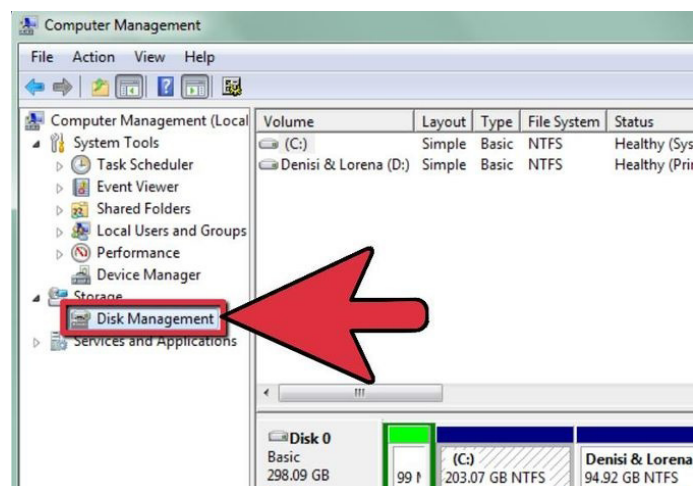 Computer Management
File Action View Help
Computer Management (Local
System Tools
Task Scheduler
Event Viewer
Shared Folders
Local Users and Groups
Performance
Device Manager
Storage
Disk Management
Services and Applications
Volume Layout Type File System Status
(C:) Simple Basic NTFS Healthy (Sys
Denisi & Lorena (D:) Simple Basic NTFS Healthy (Pri
Disk 0
Basic
298.09 GB
99
(C:)
203.07 GB NTFS
Denisi & Lorena
94.92 GB NTFS